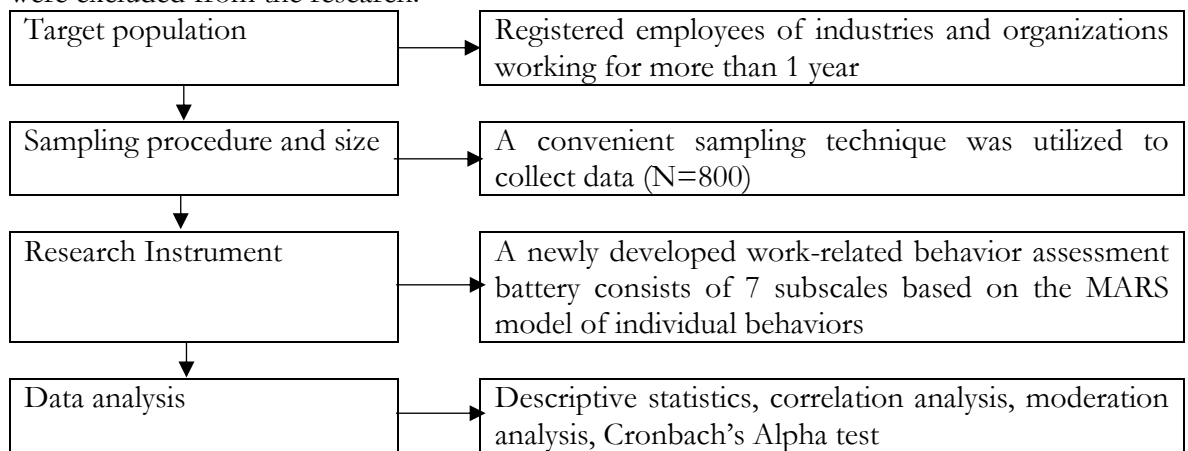 were excluded from the research.
Target population
Registered employees of industries and organizations
working for more than 1 year
Sampling procedure and size
A convenient sampling technique was utilized to
collect data (N=800)
Research Instrument
A newly developed work-related behavior assessment
battery consists of 7 subscales based on the MARS
model of individual behaviors
Data analysis
Descriptive statistics, correlation analysis, moderation
analysis, Cronbach’s Alpha test